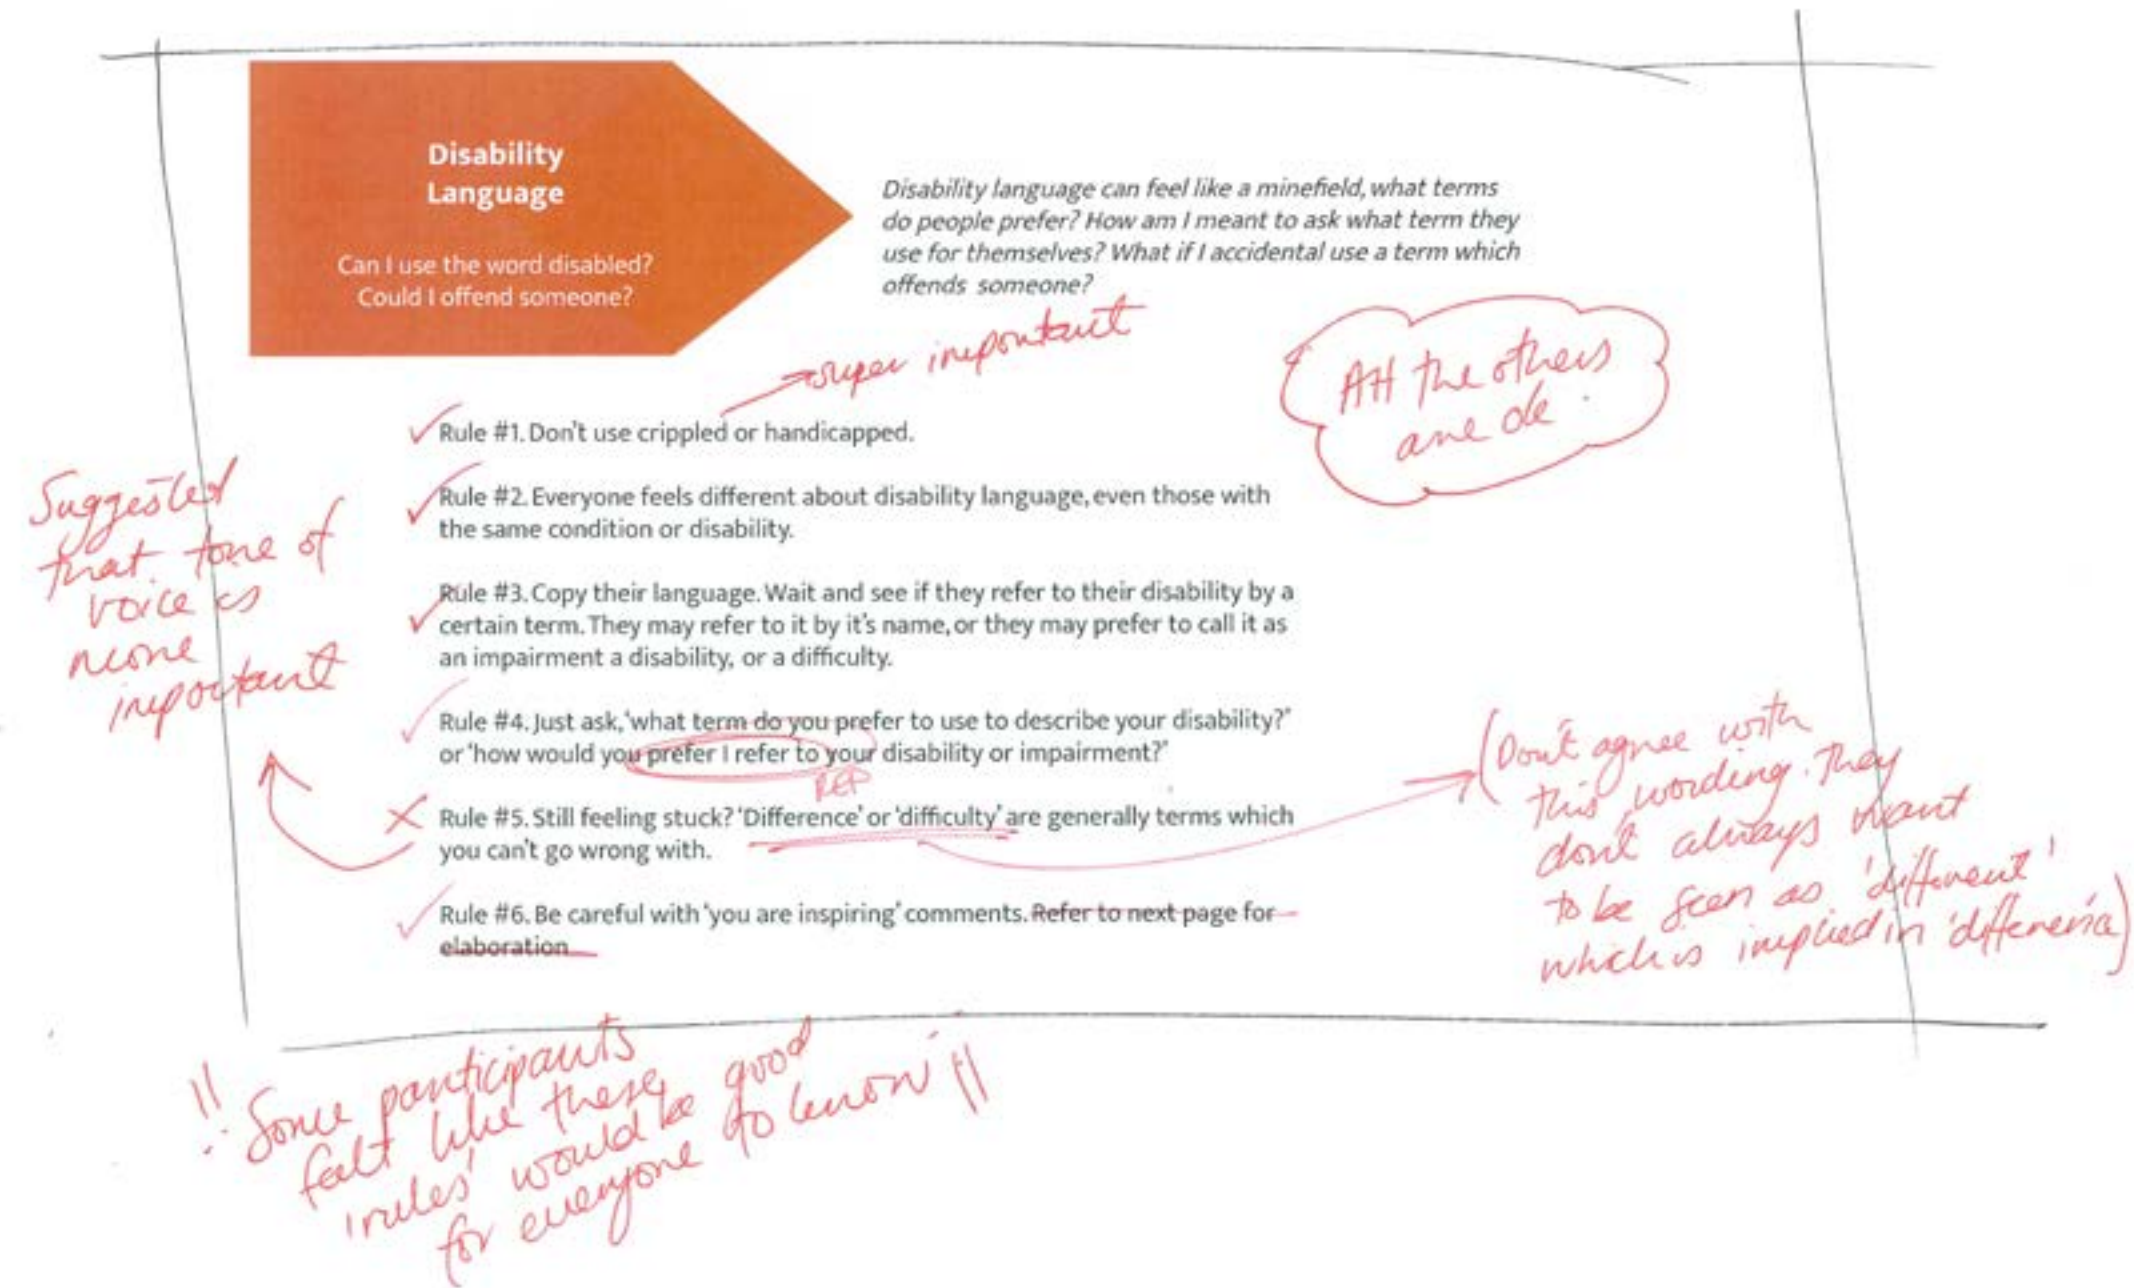 Disability
Language
Can I use the word disabled?
Could I offend someone?
Disability language can feel like a minefield, what terms
do people prefer? How am I meant to ask what term they
use for themselves? What if I accidental use a term which
offends someone?
super important
All the others
are ok.
Rule #1. Don't use crippled or handicapped.
Rule #2. Everyone feels different about disability language, even those with
the same condition or disability.
Suggested
that tone of
voice is
more
important
Rule #3. Copy their language. Wait and see if they refer to their disability by a
certain term. They may refer to it by it's name, or they may prefer to call it as
an impairment a disability, or a difficulty.
Rule #4. Just ask, 'what term do you prefer to use to describe your disability?'
or 'how would you prefer I refer to your disability or impairment?'
REP
Rule #5. Still feeling stuck? 'Difference' or 'difficulty' are generally terms which
you can't go wrong with.
(Don't agree with
this wording. They
don't always want
to be seen as 'different'
which is implied in 'difference)
Rule #6. Be careful with 'you are inspiring' comments. Refer to next page for
elaboration
!! Some participants
felt like these
'rules' would be good
for everyone to know !!